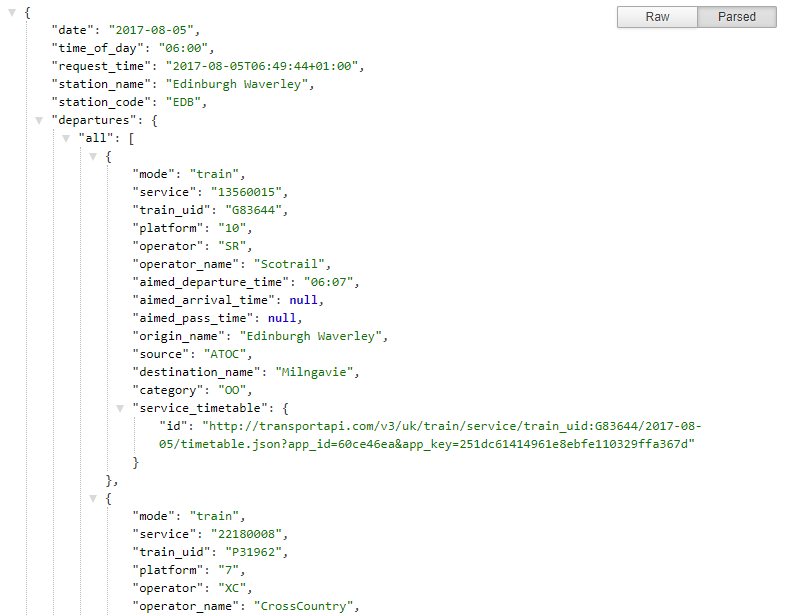 Raw Parsed
{
"date": "2017-08-05",
"time_of_day": "06:00",
"request_time": "2017-08-05T06:49:44+01:00",
"station_name": "Edinburgh Waverley",
"station_code": "EDB",
"departures": {
"all": [
{
"mode": "train",
"service": "13560015",
"train_uid": "G83644",
"platform": "10",
"operator": "SR",
"operator_name": "Scotrail",
"aimed_departure_time": "06:07",
"aimed_arrival_time": null,
"aimed_pass_time": null,
"origin_name": "Edinburgh Waverley",
"source": "ATOC",
"destination_name": "Milngavie",
"category": "OO",
"service_timetable": {
"id": "http://transportapi.com/v3/uk/train/service/train_uid:G83644/2017-08-
05/timetable.json?app_id=60ce46ea&app_key=251dc61414961e8ebfe110329ffa367d"
}
},
{
"mode": "train",
"service": "22180008",
"train_uid": "P31962",
"platform": "7",
"operator": "XC",
"operator_name": "CrossCountry",